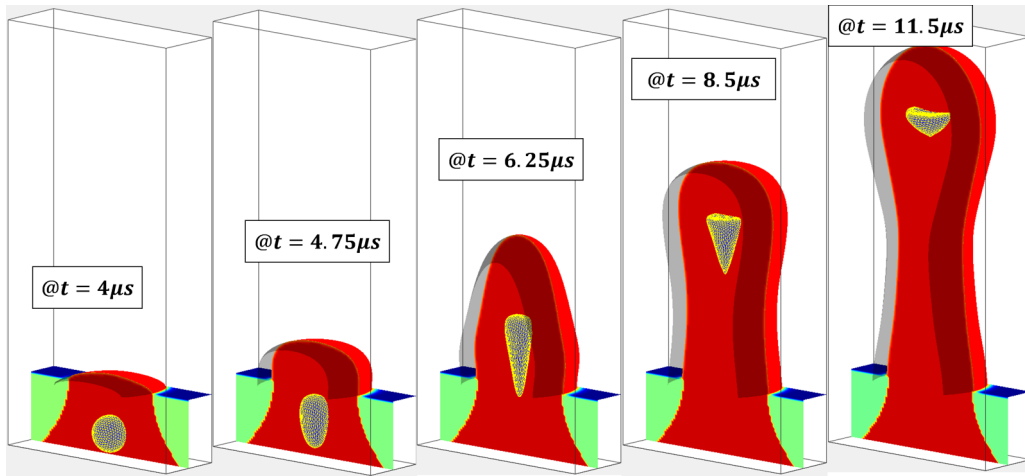 @t = 4μs
@t = 4.75μs
@t = 6.25μs
@t = 8.5μs
@t = 11.5μs